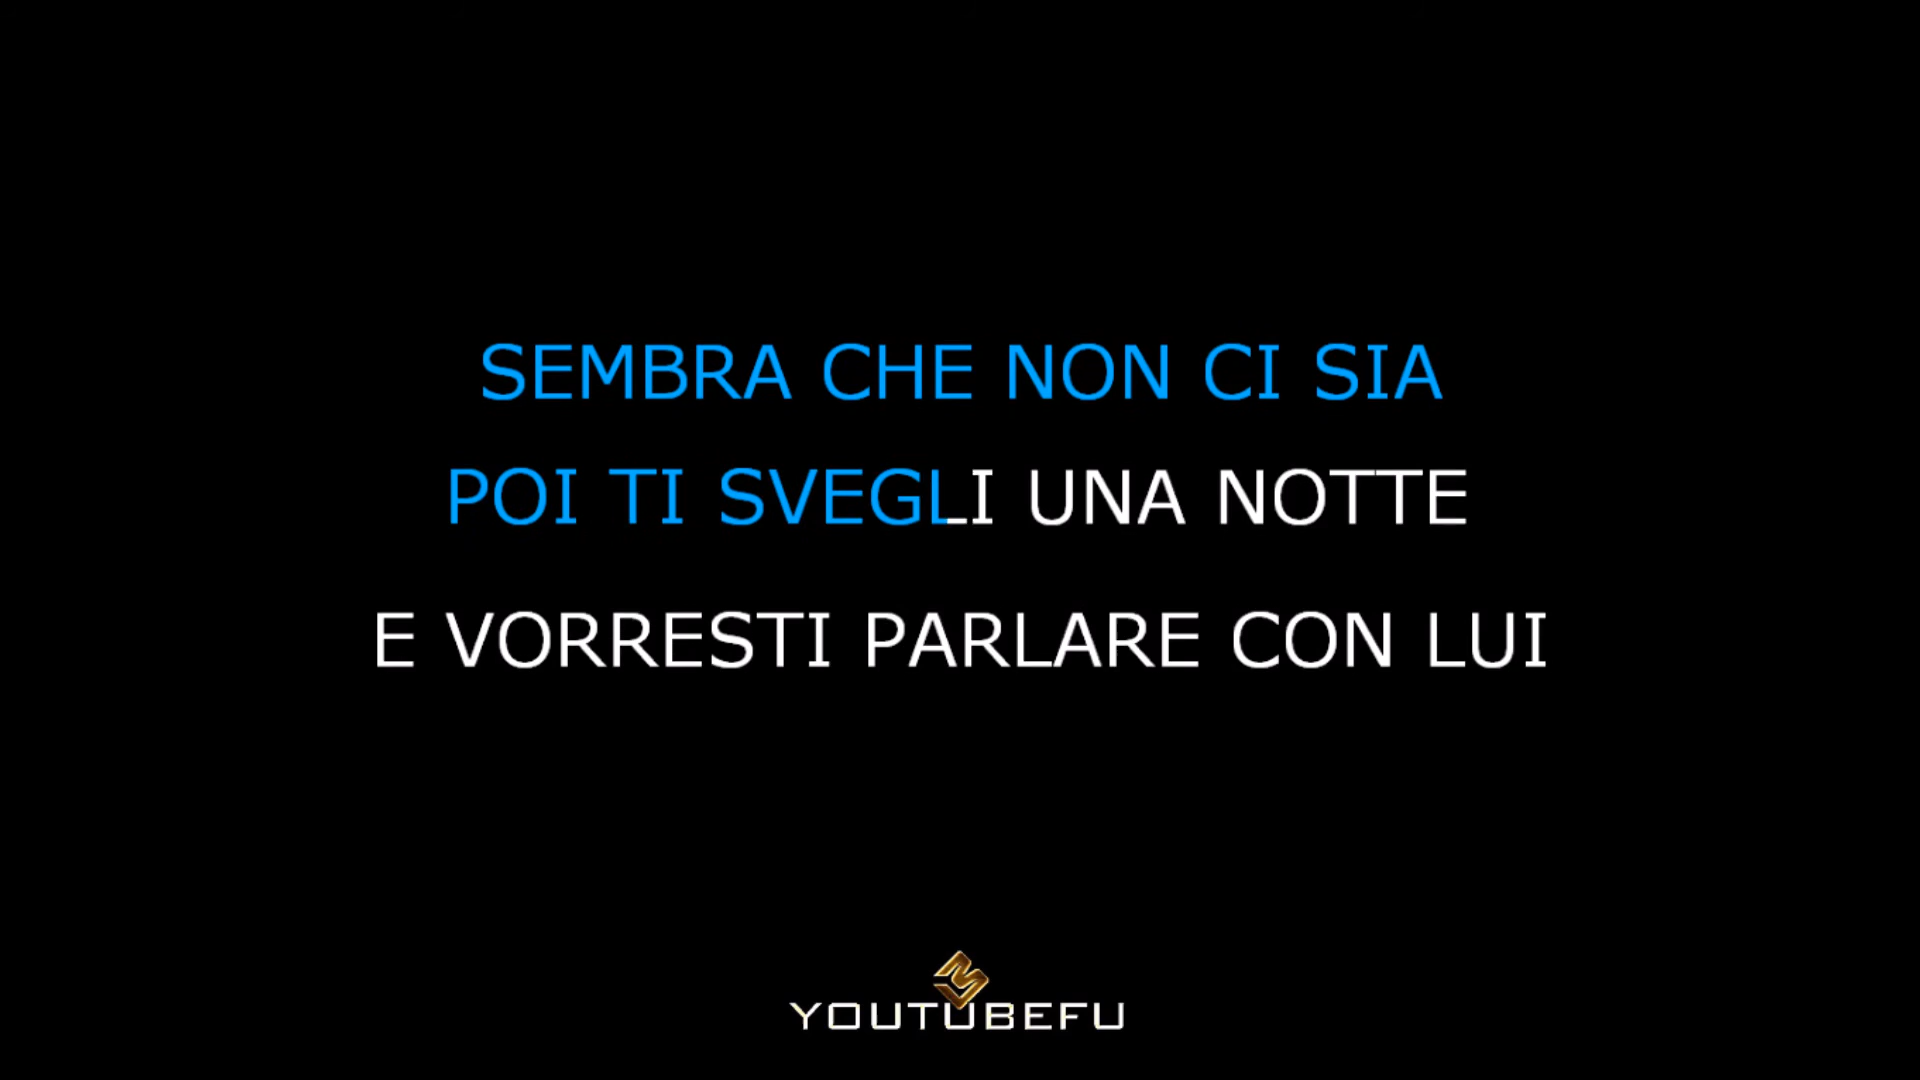 SEMBRA CHE NON CI SIA
POI TI SVEGLI UNA NOTTE
E VORRESTI PARLARE CON LUI
YOUTUBEFU